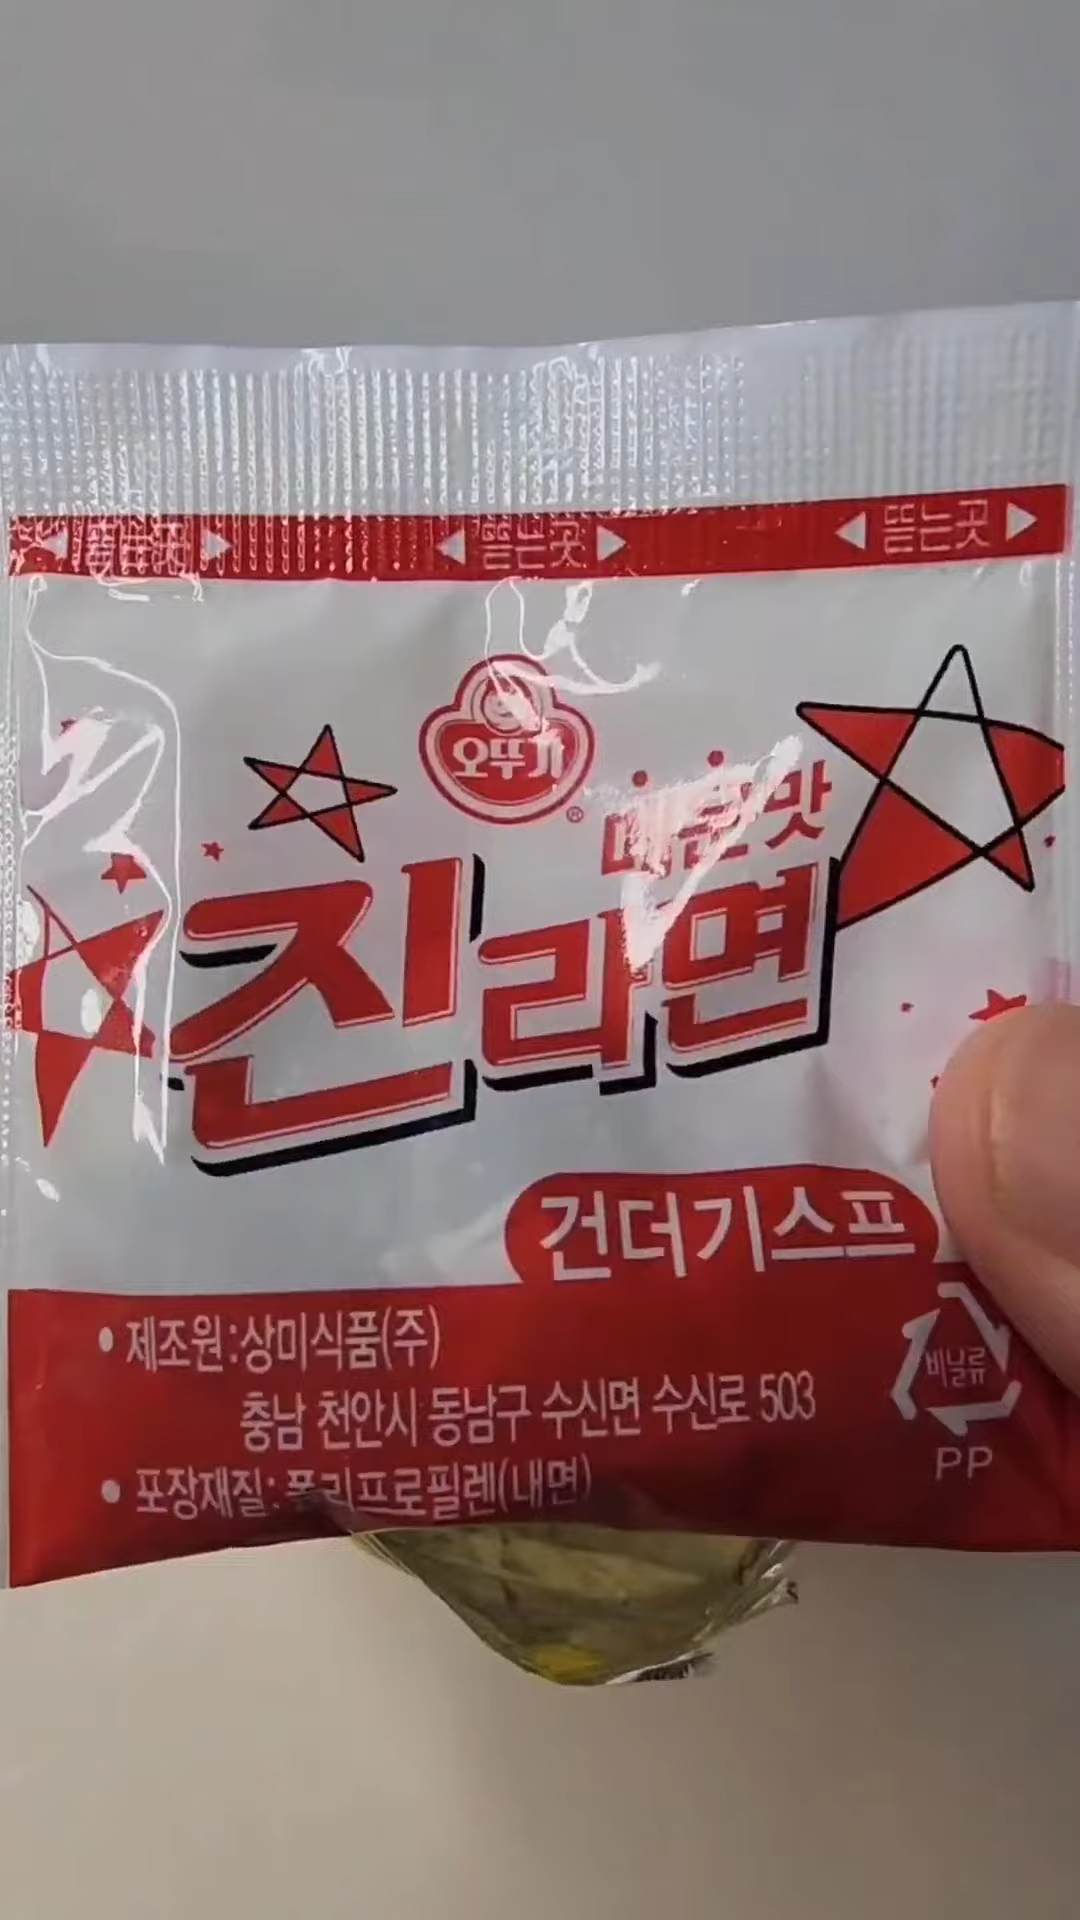 뜯는곳 뜯는곳 뜯는곳
오뚜기
®
매운맛
진라면
건더기스프
• 제조원:상미식품(주)
충남 천안시 동남구 수신면 수신로 503
• 포장재질: 폴리프로필렌(내면)
비닐류
PP